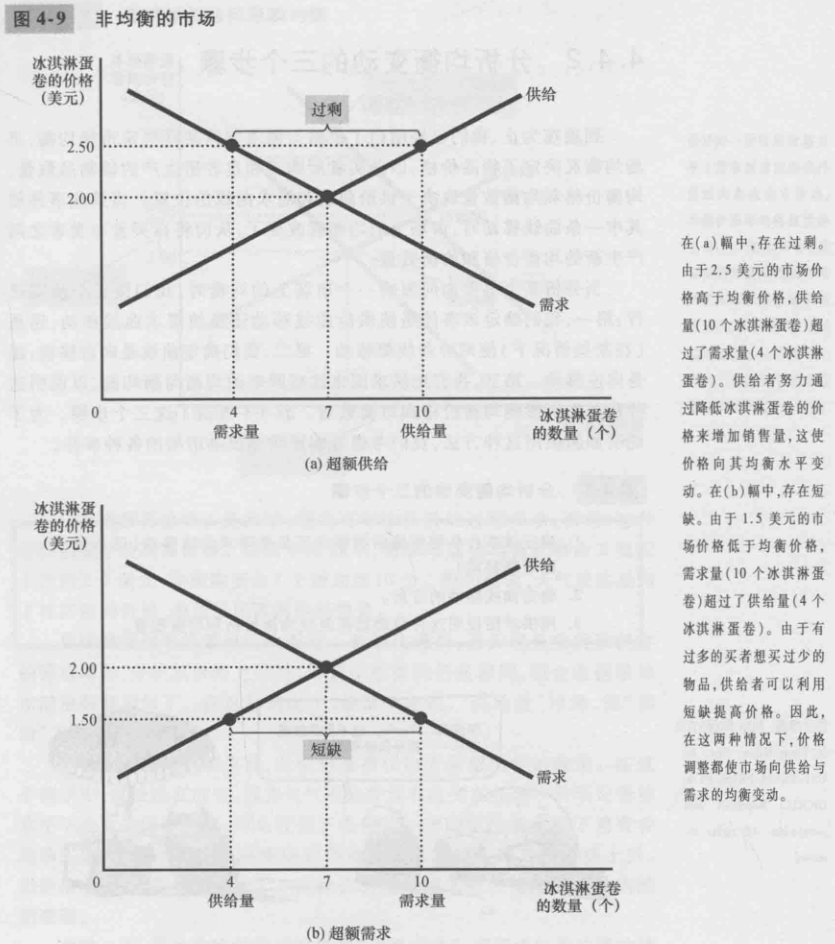 图 4-9 非均衡的市场
冰淇淋蛋
卷的价格
(美元)
过剩
供给
2.50
2.00
需求
0
4
7
10
需求量
供给量
冰淇淋蛋卷
的数量（个）
(a) 超额供给
冰淇淋蛋
卷的价格
(美元)
供给
2.00
1.50
短缺
需求
0
4
7
10
供给量
需求量
冰淇淋蛋卷
的数量（个）
(b) 超额需求
在(a)幅中,存在过剩。
由于2.5美元的市场价
格高于均衡价格,供给
量(10个冰淇淋蛋卷)超
过了需求量(4个冰淇淋
蛋卷)。供给者努力通
过降低冰淇淋蛋卷的价
格来增加销售量,这使
价格向其均衡水平变
动。在(b)幅中,存在短
缺。由于1.5美元的市
场价格低于均衡价格,
需求量(10个冰淇淋蛋
卷)超过了供给量(4个
冰淇淋蛋卷)。由于有
过多的买者想买过少的
物品,供给者可以利用
短缺提高价格。因此,
在这两种情况下,价格
调整都使市场向供给与
需求的均衡变动。